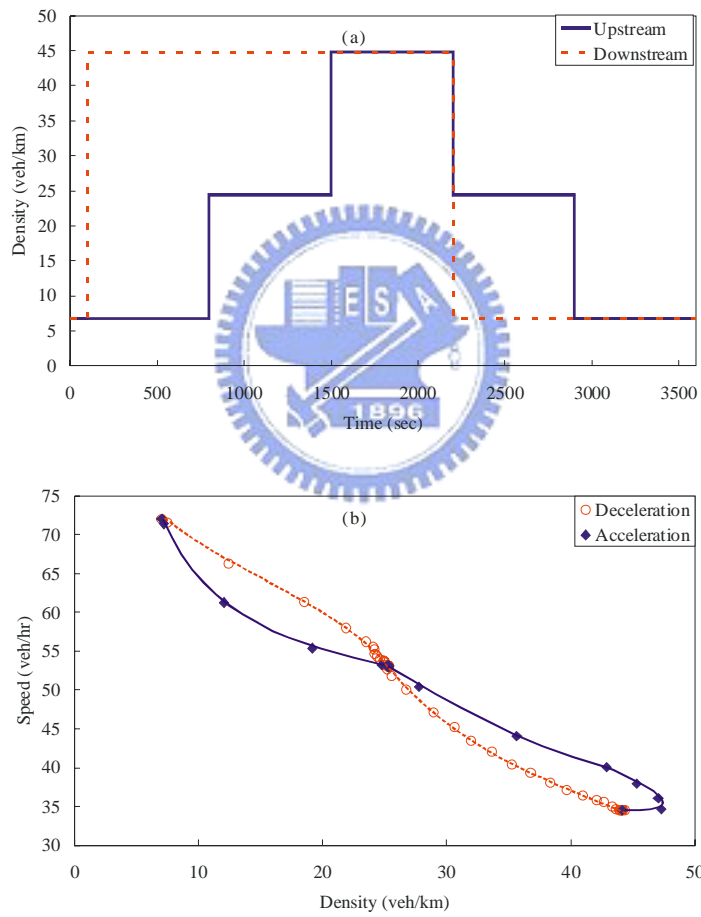 (a)
Upstream
Downstream
Density (veh/km)
50
45
40
35
30
25
20
15
10
5
0
0 500 1000 1500 2000 2500 3000 3500
Time (sec)
E S A
1896
(b)
Deceleration
Acceleration
Speed (veh/hr)
75
70
65
60
55
50
45
40
35
30
0 10 20 30 40 50
Density (veh/km)